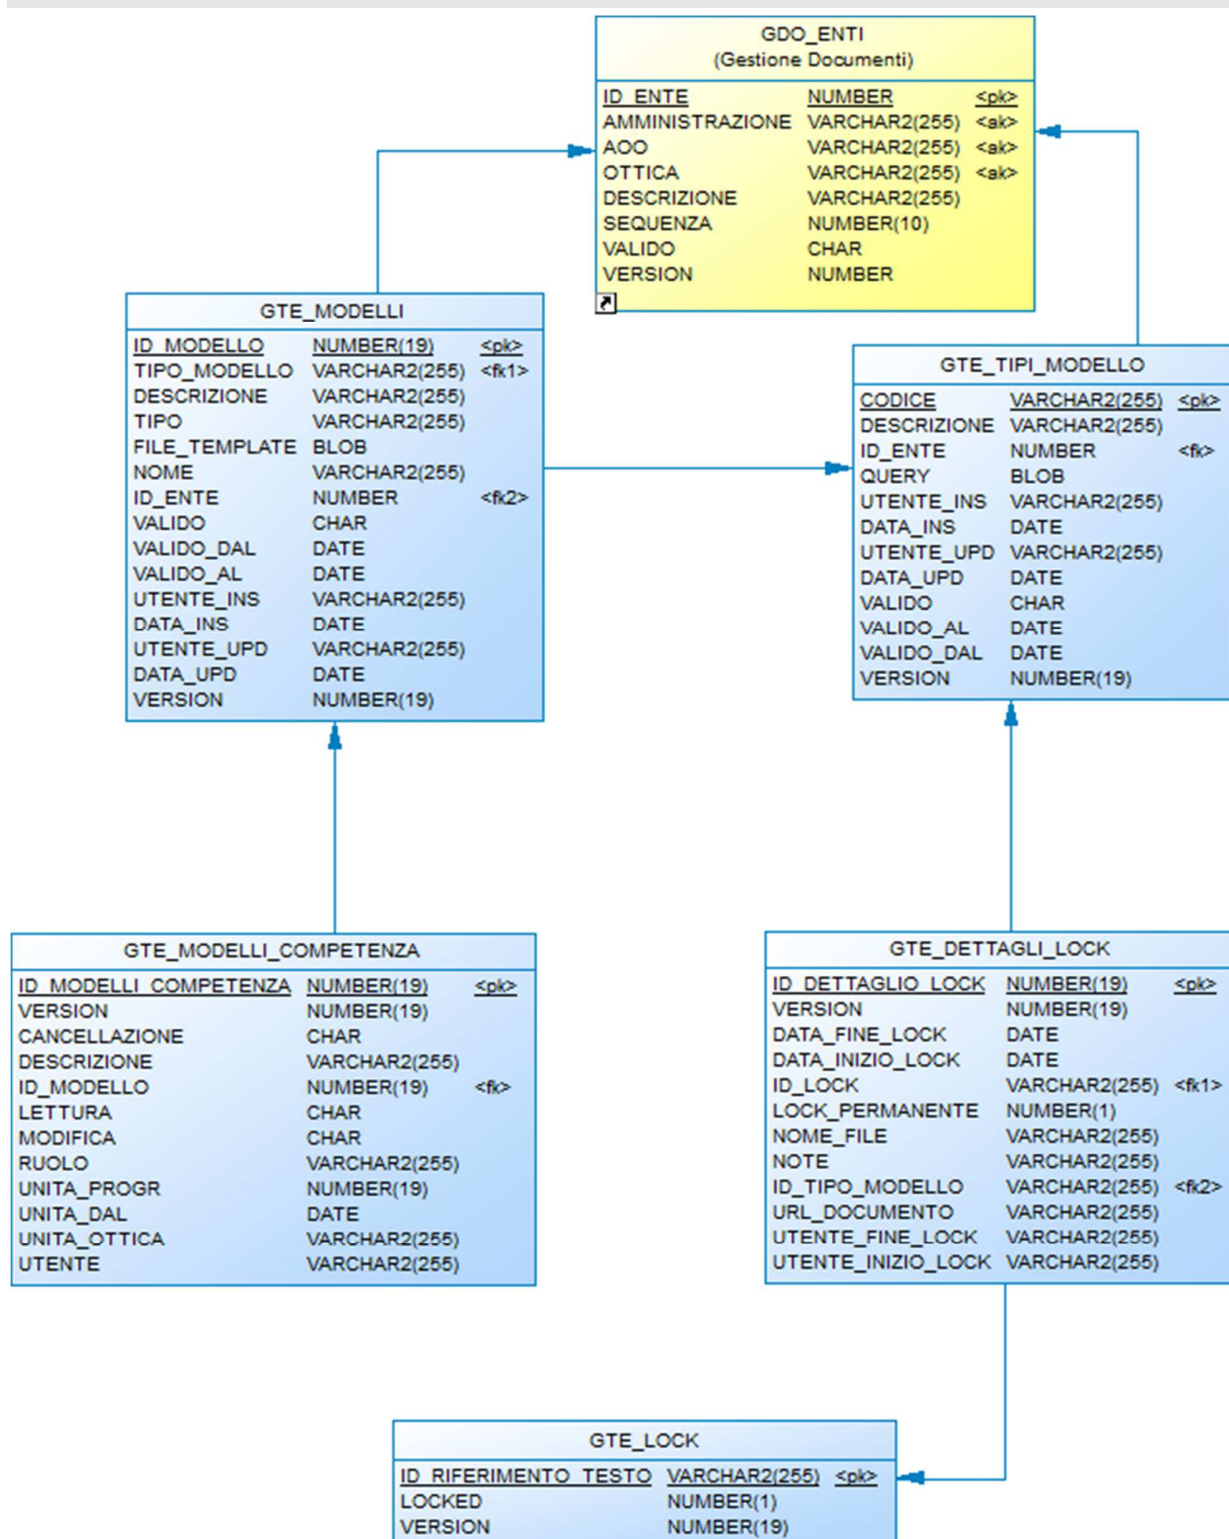 GDO_ENTI
(Gestione Documenti)
ID_ENTE NUMBER <pk>
AMMINISTRAZIONE VARCHAR2(255) <ak>
AOO VARCHAR2(255) <ak>
OTTICA VARCHAR2(255) <ak>
DESCRIZIONE VARCHAR2(255)
SEQUENZA NUMBER(10)
VALIDO CHAR
VERSION NUMBER
GTE_MODELLI
ID_MODELLO NUMBER(19) <pk>
TIPO_MODELLO VARCHAR2(255) <fk1>
DESCRIZIONE VARCHAR2(255)
TIPO VARCHAR2(255)
FILE_TEMPLATE BLOB
NOME VARCHAR2(255)
ID_ENTE NUMBER <fk2>
VALIDO CHAR
VALIDO_DAL DATE
VALIDO_AL DATE
UTENTE_INS VARCHAR2(255)
DATA_INS DATE
UTENTE_UPD VARCHAR2(255)
DATA_UPD DATE
VERSION NUMBER(19)
GTE_TIPI_MODELLO
CODICE VARCHAR2(255) <pk>
DESCRIZIONE VARCHAR2(255)
ID_ENTE NUMBER <fk>
QUERY BLOB
UTENTE_INS VARCHAR2(255)
DATA_INS DATE
UTENTE_UPD VARCHAR2(255)
DATA_UPD DATE
VALIDO CHAR
VALIDO_AL DATE
VALIDO_DAL DATE
VERSION NUMBER(19)
GTE_MODELLI_COMPETENZA
ID_MODELLI_COMPETENZA NUMBER(19) <pk>
VERSION NUMBER(19)
CANCELLAZIONE CHAR
DESCRIZIONE VARCHAR2(255)
ID_MODELLO NUMBER(19) <fk>
LETTURA CHAR
MODIFICA CHAR
RUOLO VARCHAR2(255)
UNITA_PROGR NUMBER(19)
UNITA_DAL DATE
UNITA_OTTICA VARCHAR2(255)
UTENTE VARCHAR2(255)
GTE_DETTAGLI_LOCK
ID_DETTAGLIO_LOCK NUMBER(19) <pk>
VERSION NUMBER(19)
DATA_FINE_LOCK DATE
DATA_INIZIO_LOCK DATE
ID_LOCK VARCHAR2(255) <fk1>
LOCK_PERMANENTE NUMBER(1)
NOME_FILE VARCHAR2(255)
NOTE VARCHAR2(255)
ID_TIPO_MODELLO VARCHAR2(255) <fk2>
URL_DOCUMENTO VARCHAR2(255)
UTENTE_FINE_LOCK VARCHAR2(255)
UTENTE_INIZIO_LOCK VARCHAR2(255)
GTE_LOCK
ID_RIFERIMENTO_TESTO VARCHAR2(255) <pk>
LOCKED NUMBER(1)
VERSION NUMBER(19)